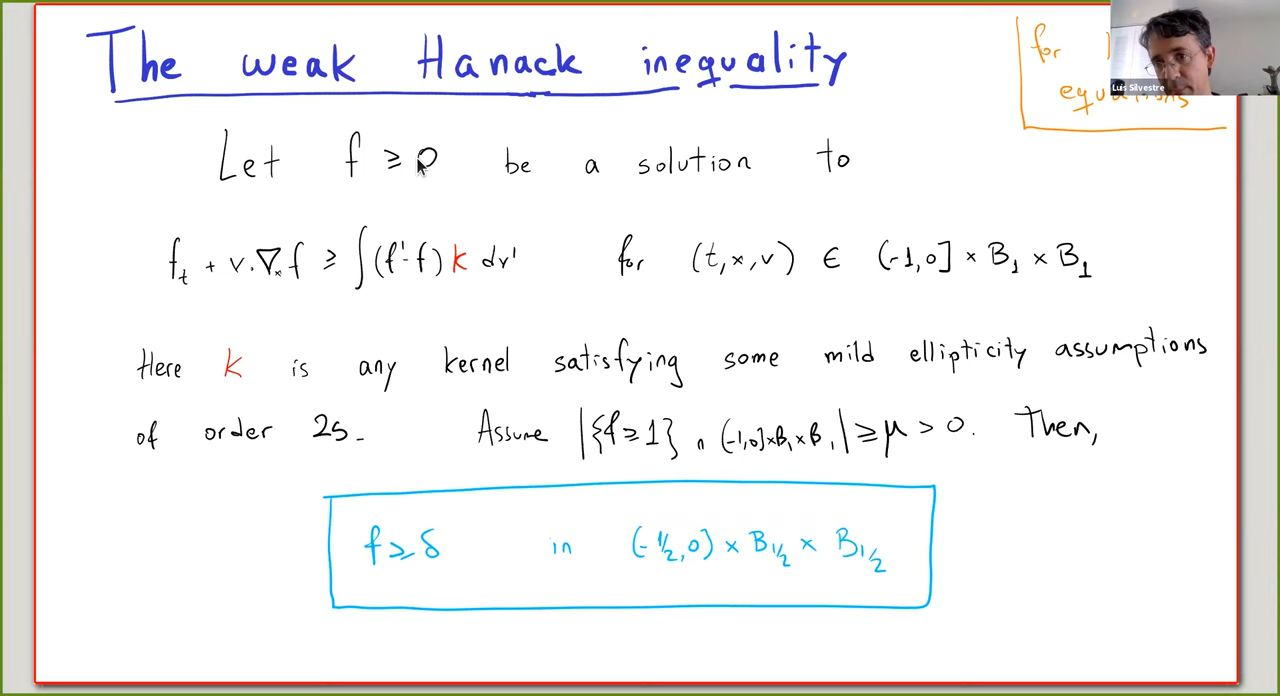 The weak Hanack inequality
for
equations
Luis Silvestre
Let f ≥ 0 be a solution to
f_t + v.∇_x f ≥ ∫(f'-f) k dv' for (t,x,v) ∈ (-1,0] × B_1 × B_1
Here k is any kernel satisfying some mild ellipticity assumptions
of order 2s. Assume |{f ≥ 1} ∩ (-1,0]×B_1×B_1| ≥ μ > 0. Then,
f ≥ δ in (-1/2,0) × B_1/2 × B_1/2